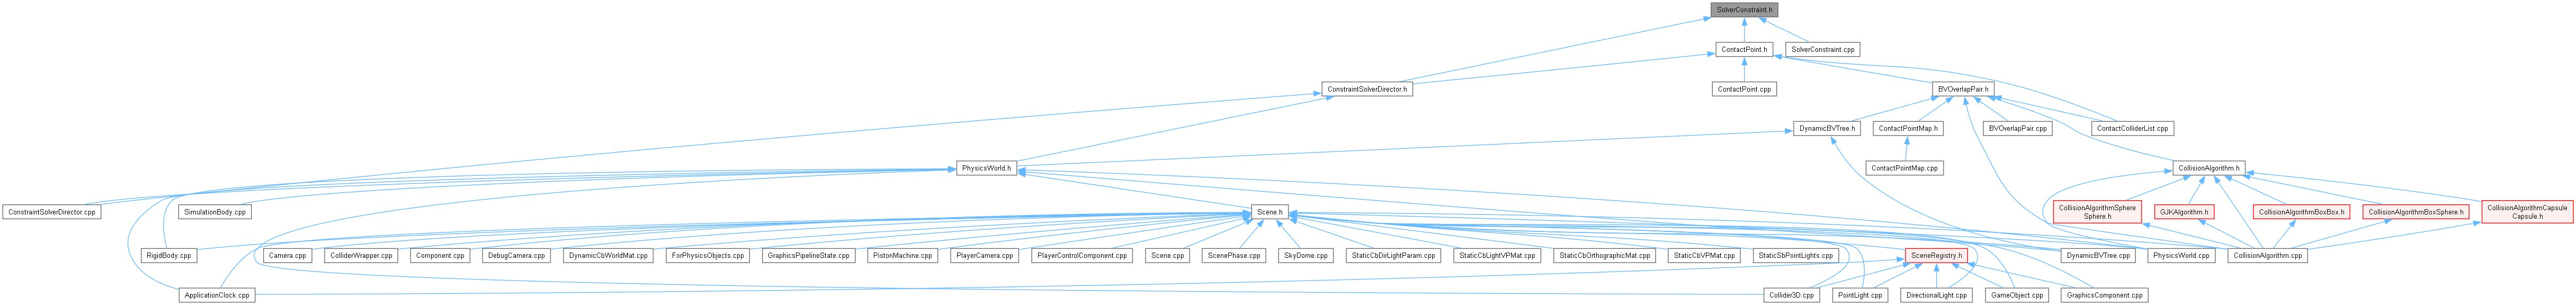 SolverConstraint.h
ContactPoint.h
SolverConstraint.cpp
ConstraintSolverDirector.h
ContactPoint.cpp
BVOverlapPair.h
DynamicBVTree.h
ContactPointMap.h
BVOverlapPair.cpp
ContactColliderList.cpp
PhysicsWorld.h
ContactPointMap.cpp
CollisionAlgorithm.h
ConstraintSolverDirector.cpp
SimulationBody.cpp
Scene.h
CollisionAlgorithmSphere
Sphere.h
GJKAlgorithm.h
CollisionAlgorithmBoxBox.h
CollisionAlgorithmBoxSphere.h
CollisionAlgorithmCapsule
Capsule.h
RigidBody.cpp
Camera.cpp
ColliderWrapper.cpp
Component.cpp
DebugCamera.cpp
DynamicCbWorldMat.cpp
ForPhysicsObjects.cpp
GraphicsPipelineState.cpp
PistonMachine.cpp
PlayerCamera.cpp
PlayerControlComponent.cpp
Scene.cpp
ScenePhase.cpp
SkyDome.cpp
StaticCbDirLightParam.cpp
StaticCbLightVPMat.cpp
StaticCbOrthographicMat.cpp
StaticCbVPMat.cpp
StaticSbPointLights.cpp
SceneRegistry.h
DynamicBVTree.cpp
PhysicsWorld.cpp
CollisionAlgorithm.cpp
ApplicationClock.cpp
Collider3D.cpp
PointLight.cpp
DirectionalLight.cpp
GameObject.cpp
GraphicsComponent.cpp